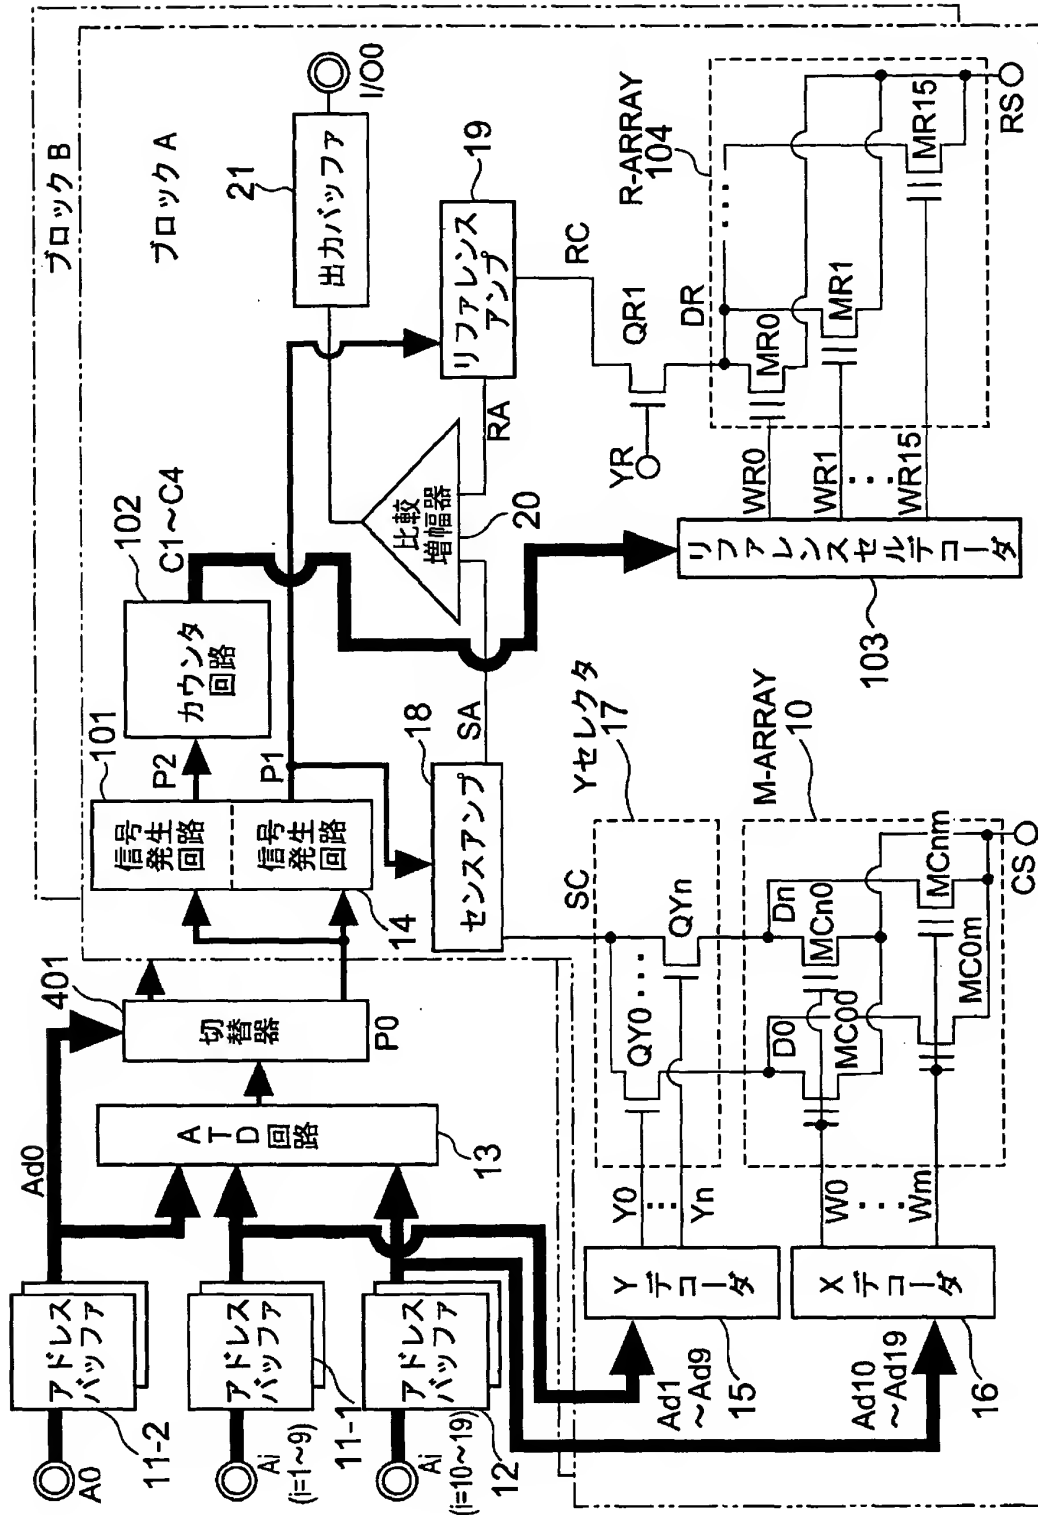 ブロックB
ブロックA
A0
アドレス
バッファ
11-2
Ad0
Ai
(i=1~9)
アドレス
バッファ
11-1
Ai
(i=10~19)
アドレス
バッファ
12
ATD回路
13
切替器
401
P0
信号
発生
回路
101
P2
信号
発生
回路
14
P1
カウンタ
回路
102
C1~C4
出力バッファ
21
I/O0
センスアンプ
18
SA
比較
増幅器
20
RA
リファレンス
アンプ
19
RC
QR1
YR
DR
R-ARRAY
104
MR0
MR1
MR15
RS
WR0
WR1
WR15
リファレンスセルデコーダ
103
Ad1
~Ad9
Y
デコーダ
15
Y0
Yn
Yセレクタ
17
SC
QY0
QYn
Ad10
~Ad19
X
デコーダ
16
W0
Wm
M-ARRAY
10
D0
Dn
MC00
MCn0
MC0m
MCnm
CS